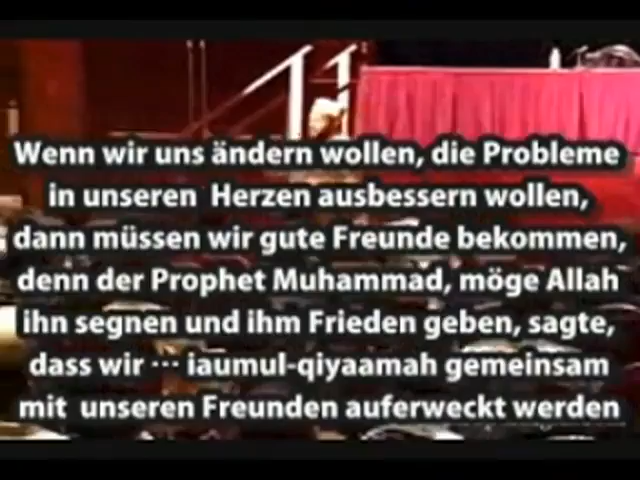 Wenn wir uns ändern wollen, die Probleme
in unseren Herzen ausbessern wollen,
dann müssen wir gute Freunde bekommen,
denn der Prophet Muhammad, möge Allah
ihn segnen und ihm Frieden geben, sagte,
dass wir ··· iaumul-qiyaamah gemeinsam
mit unseren Freunden auferweckt werden